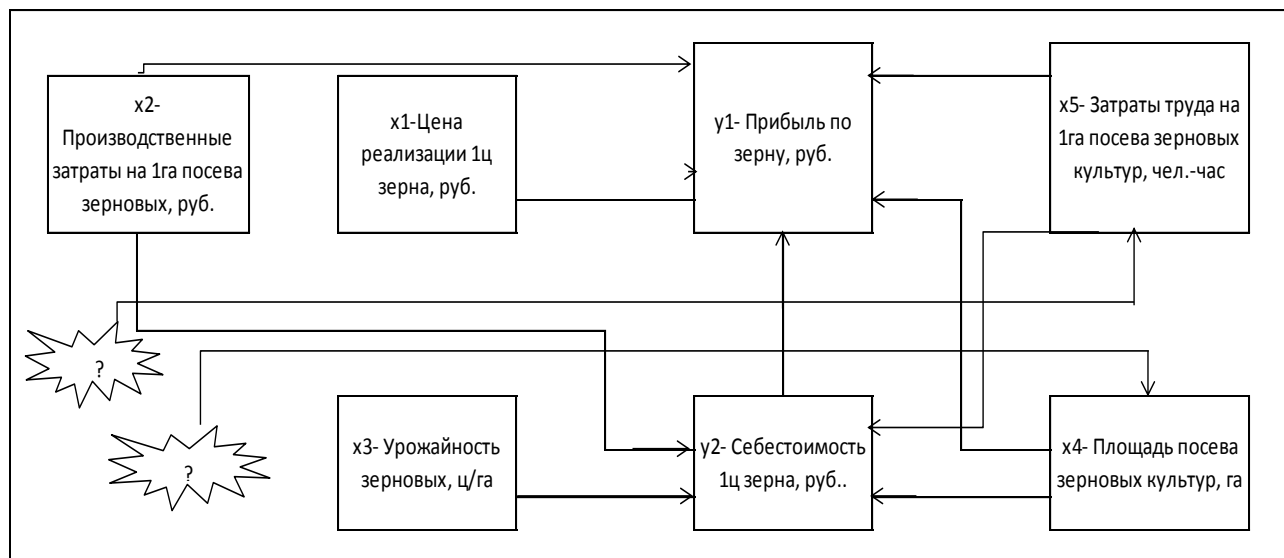 x2-
Производственные
затраты на 1га посева
зерновых, руб.
x1-Цена
реализации 1ц
зерна, руб.
y1- Прибыль по
зерну, руб.
x5- Затраты труда на
1га посева зерновых
культур, чел.-час
?
?
x3- Урожайность
зерновых, ц/га
y2- Себестоимость
1ц зерна, руб..
x4- Площадь посева
зерновых культур, га